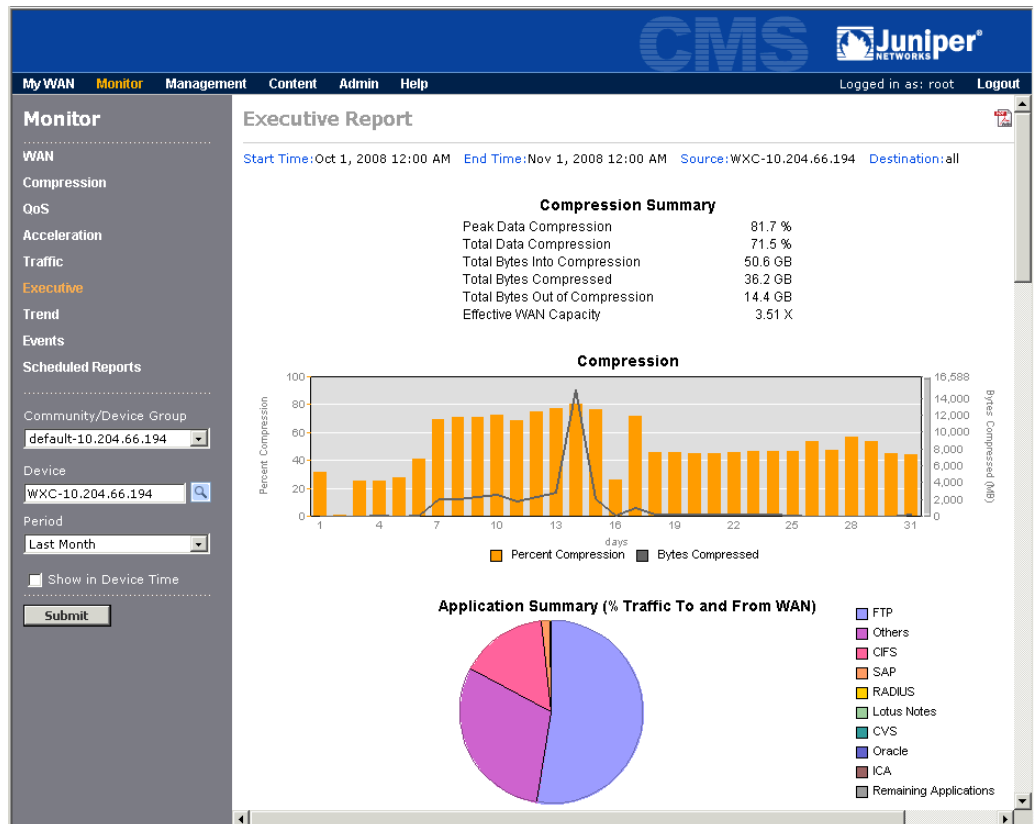 CMS
Juniper®
NETWORKS
My WAN Monitor Management Content Admin Help Logged in as: root Logout
Monitor
WAN
Compression
QoS
Acceleration
Traffic
Executive
Trend
Events
Scheduled Reports
Community/Device Group
default-10.204.66.194
Device
WXC-10.204.66.194
Period
Last Month
Show in Device Time
Submit
Executive Report
Start Time:Oct 1, 2008 12:00 AM End Time:Nov 1, 2008 12:00 AM Source:WXC-10.204.66.194 Destination:all
Compression Summary
Peak Data Compression 81.7 %
Total Data Compression 71.5 %
Total Bytes Into Compression 50.6 GB
Total Bytes Compressed 36.2 GB
Total Bytes Out of Compression 14.4 GB
Effective WAN Capacity 3.51 X
Compression
Percent Compression
100
80
60
40
20
0
16,588
14,000
12,000
10,000
8,000
6,000
4,000
2,000
0
Bytes Compressed (MB)
1 4 7 10 13 16 19 22 25 28 31
days
Percent Compression Bytes Compressed
Application Summary (% Traffic To and From WAN)
FTP
Others
CIFS
SAP
RADIUS
Lotus Notes
CVS
Oracle
ICA
Remaining Applications